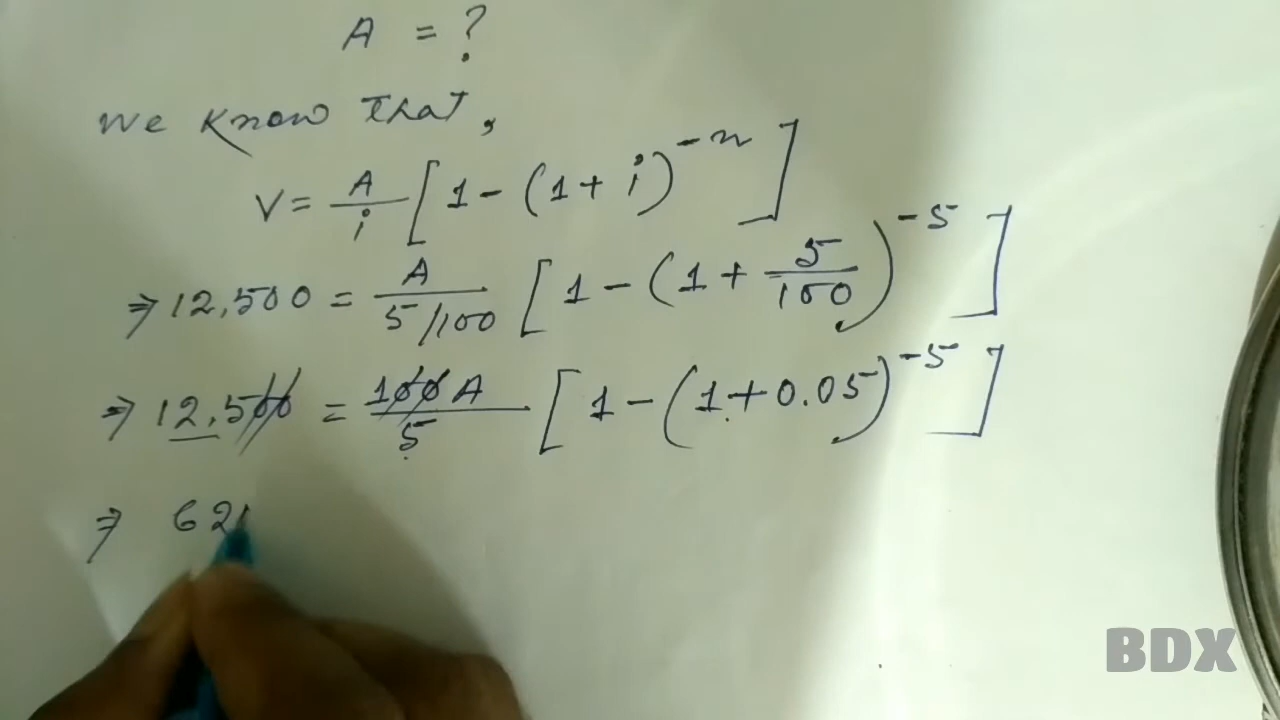 A = ?
We know that,
V = A/i [1 - (1 + i)^-n]
⇒ 12,500 = A/(5/100) [1 - (1 + 5/100)^-5]
⇒ 12,500 = 100A/5 [1 - (1 + 0.05)^-5]
⇒ 62
BDX